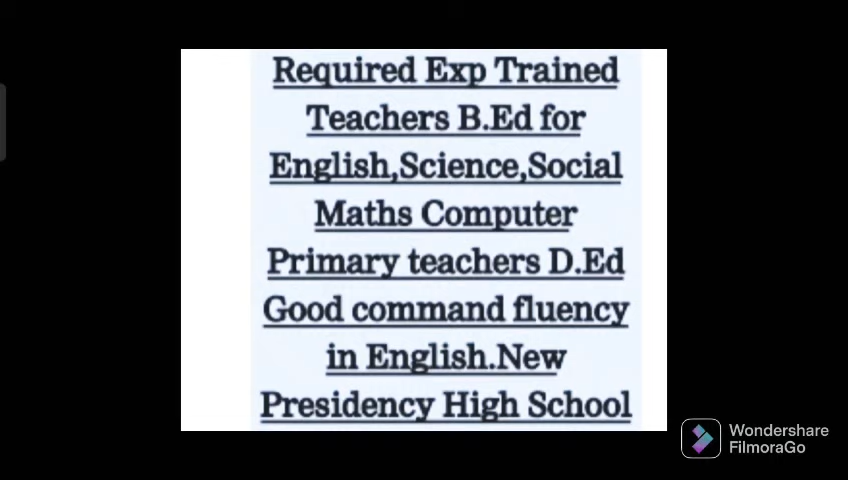 Required Exp Trained
Teachers B.Ed for
English,Science,Social
Maths Computer
Primary teachers D.Ed
Good command fluency
in English.New
Presidency High School
Wondershare
FilmoraGo